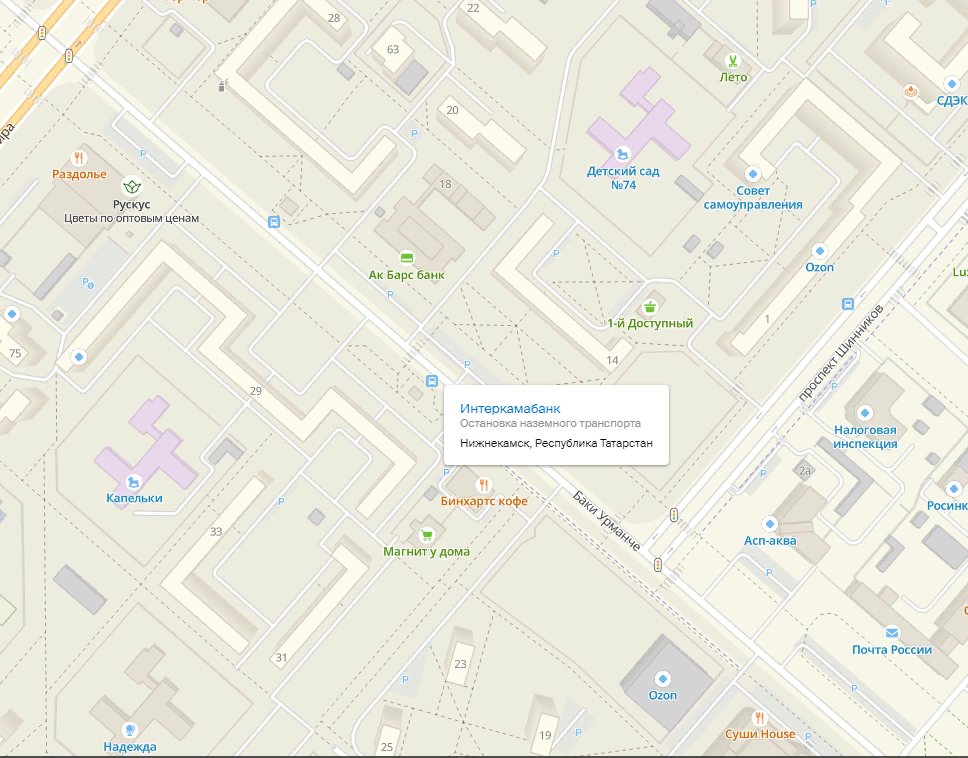 28
22
63
Лето
СДЭК
20
ира
Раздолье
Детский сад
№74
18
Совет
самоуправления
Рускус
Цветы по оптовым ценам
Ак Барс банк
Ozon
Lux
1-й Доступный
1
проспект Шинников
75
14
29
Интеркамабанк
Остановка наземного транспорта
Нижнекамск, Республика Татарстан
Налоговая
инспекция
2а
Капельки
Бинхартс кофе
Росинк
Баки Урманче
33
Асп-аква
Магнит у дома
Почта России
31
23
Ozon
19
25
Суши House
Надежда